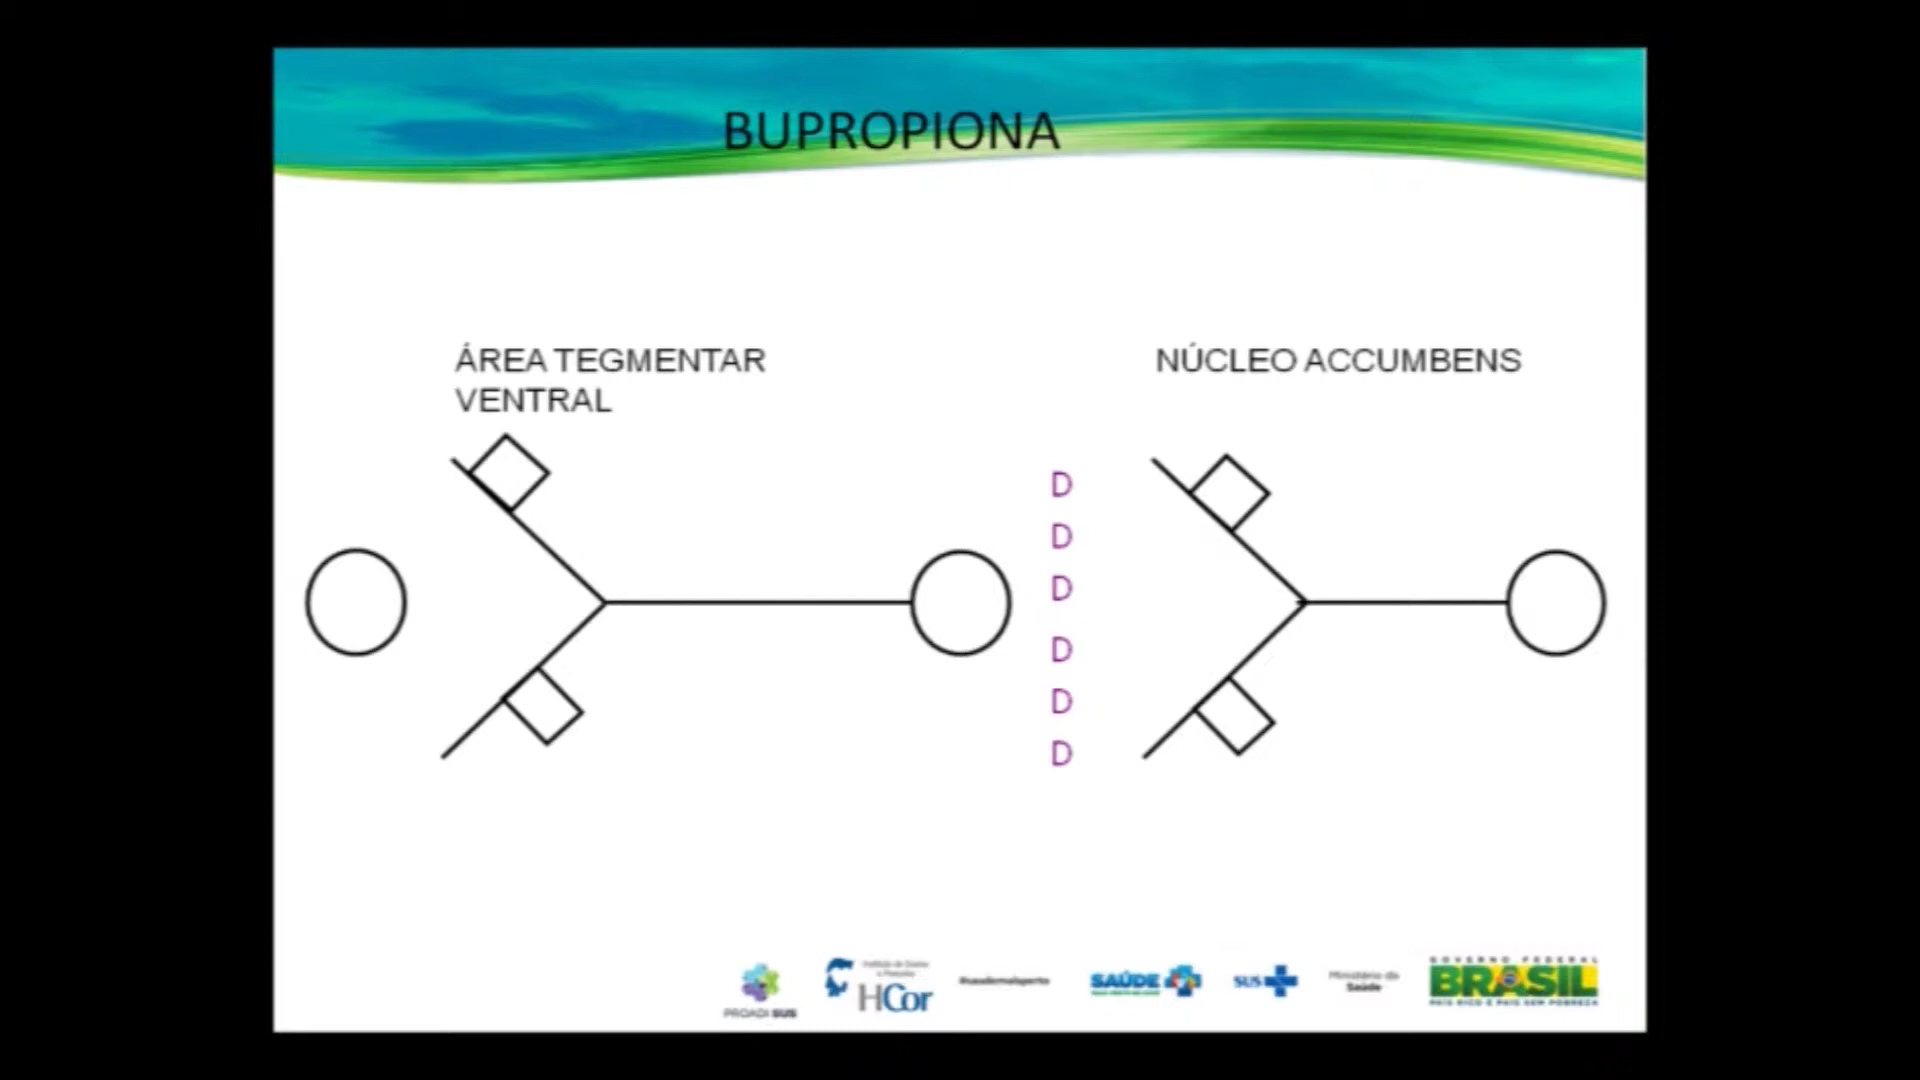 BUPROPIONA
ÁREA TEGMENTAR
VENTRAL
NÚCLEO ACCUMBENS
D
D
D
D
D
D
PROADI SUS
HCor
SAÚDE
SUS
Ministério da
Saúde
GOVERNO FEDERAL
BRASIL
PAÍS RICO É PAÍS SEM POBREZA